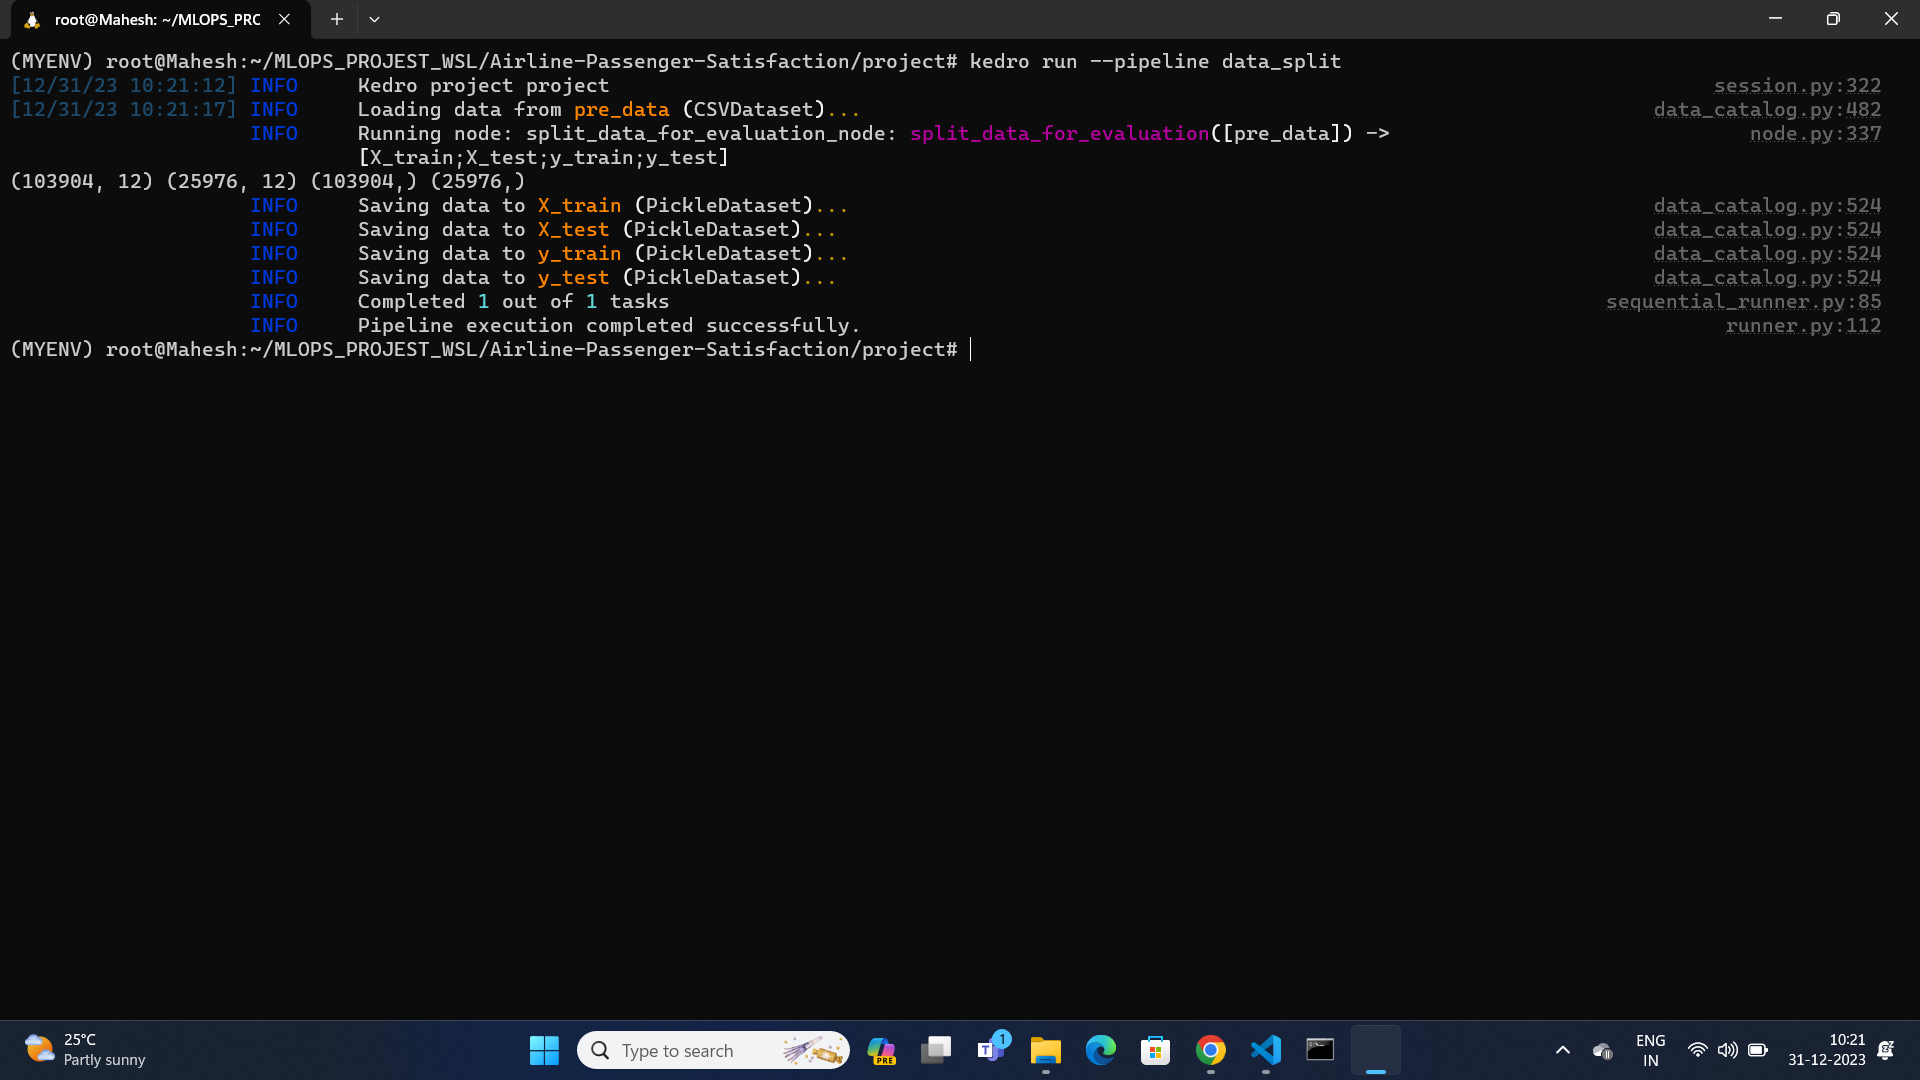 root@Mahesh: ~/MLOPS_PRC
(MYENV) root@Mahesh:~/MLOPS_PROJEST_WSL/Airline-Passenger-Satisfaction/project# kedro run --pipeline data_split
[12/31/23 10:21:12] INFO Kedro project project session.py:322
[12/31/23 10:21:17] INFO Loading data from pre_data (CSVDataset)... data_catalog.py:482
INFO Running node: split_data_for_evaluation_node: split_data_for_evaluation([pre_data]) -> node.py:337
[X_train;X_test;y_train;y_test]
(103904, 12) (25976, 12) (103904,) (25976,)
INFO Saving data to X_train (PickleDataset)... data_catalog.py:524
INFO Saving data to X_test (PickleDataset)... data_catalog.py:524
INFO Saving data to y_train (PickleDataset)... data_catalog.py:524
INFO Saving data to y_test (PickleDataset)... data_catalog.py:524
INFO Completed 1 out of 1 tasks sequential_runner.py:85
INFO Pipeline execution completed successfully. runner.py:112
(MYENV) root@Mahesh:~/MLOPS_PROJEST_WSL/Airline-Passenger-Satisfaction/project#
25°C
Partly sunny
Type to search
PRE
T
1
ENG
IN
10:21
31-12-2023